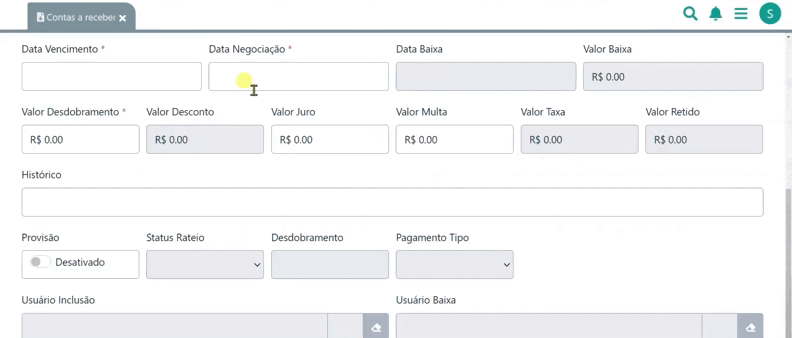 Contas a receber
S
Data Vencimento * Data Negociação * Data Baixa Valor Baixa
R$ 0.00
Valor Desdobramento * Valor Desconto Valor Juro Valor Multa Valor Taxa Valor Retido
R$ 0.00 R$ 0.00 R$ 0.00 R$ 0.00 R$ 0.00 R$ 0.00
Histórico
Provisão Status Rateio Desdobramento Pagamento Tipo
Desativado
Usuário Inclusão Usuário Baixa